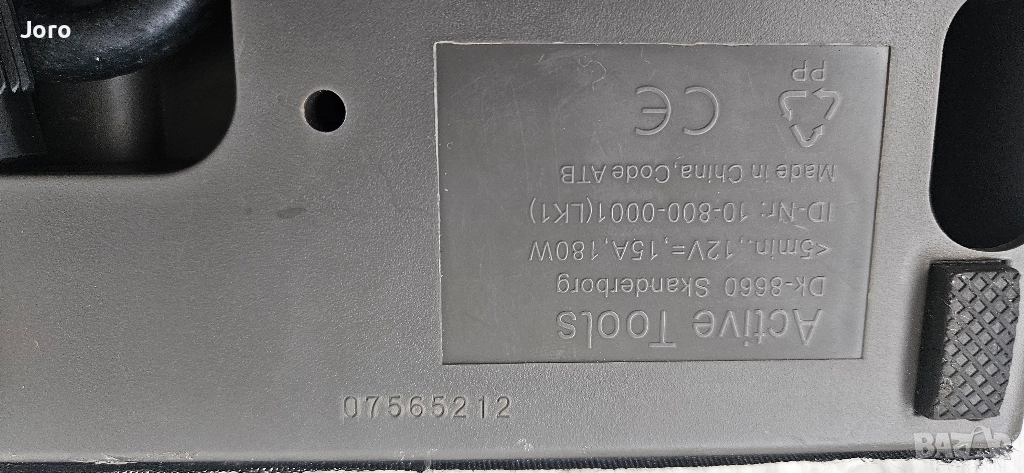 Joro
Active Tools
Dk-8660 Skanderborg
<5min.,12V=,15A,180W
ID-Nr. 10-800-0001(LK1)
Made in China,Code ATB
CE
PP
07565212
BAZAR